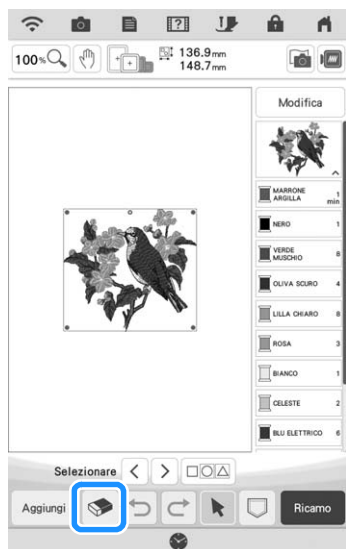 100%
136.9mm
148.7mm
Modifica
MARRONE ARGILLA 1 min
NERO 1
VERDE MUSCHIO 8
OLIVA SCURO 4
LILLA CHIARO 8
ROSA 3
BIANCO 1
CELESTE 2
BLU ELETTRICO 6
Selezionare
Aggiungi
Ricamo